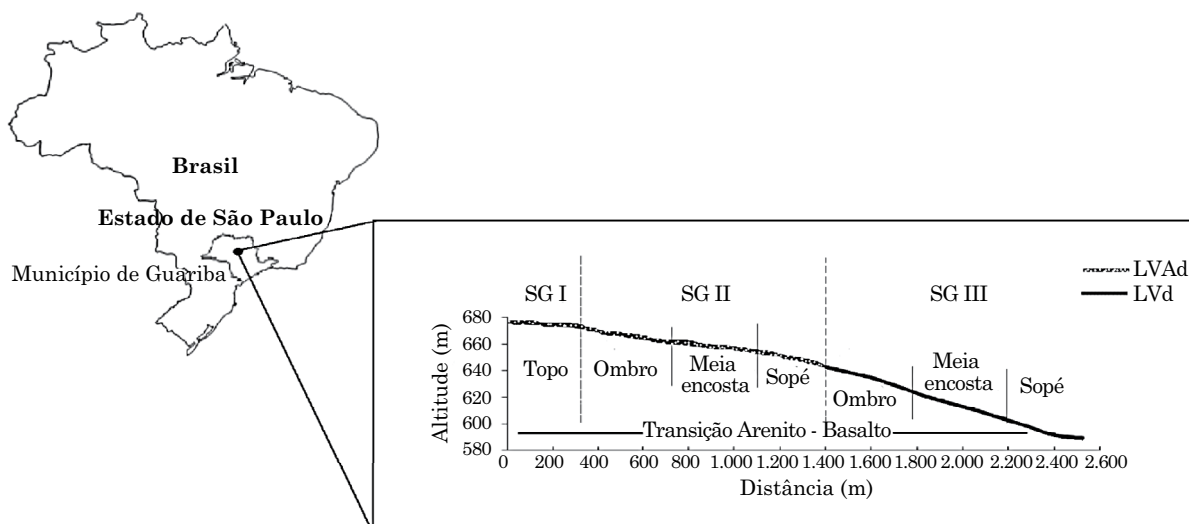 Brasil
Estado de São Paulo
Município de Guariba
LVAd
LVd
SG I
SG II
SG III
Altitude (m)
680
660
640
620
600
580
Topo
Ombro
Meia
encosta
Sopé
Ombro
Meia
encosta
Sopé
Transição Arenito - Basalto
0 200 400 600 800 1.000 1.200 1.400 1.600 1.800 2.000 2.200 2.400 2.600
Distância (m)